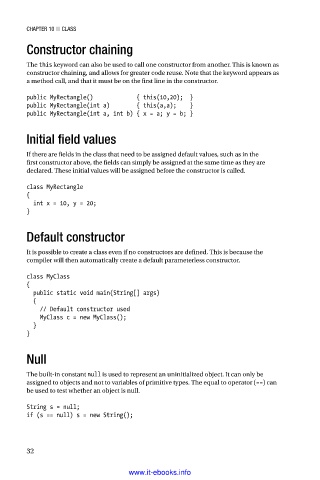 CHAPTER 10 ■ CLASS
Constructor chaining
The this keyword can also be used to call one constructor from another. This is known as
constructor chaining, and allows for greater code reuse. Note that the keyword appears as
a method call, and that it must be on the first line in the constructor.
public MyRectangle() { this(10,20); }
public MyRectangle(int a) { this(a,a); }
public MyRectangle(int a, int b) { x = a; y = b; }
Initial field values
If there are fields in the class that need to be assigned default values, such as in the
first constructor above, the fields can simply be assigned at the same time as they are
declared. These initial values will be assigned before the constructor is called.
class MyRectangle
{
int x = 10, y = 20;
}
Default constructor
It is possible to create a class even if no constructors are defined. This is because the
compiler will then automatically create a default parameterless constructor.
class MyClass
{
public static void main(String[] args)
{
// Default constructor used
MyClass c = new MyClass();
}
}
Null
The built-in constant null is used to represent an uninitialized object. It can only be
assigned to objects and not to variables of primitive types. The equal to operator (==) can
be used to test whether an object is null.
String s = null;
if (s == null) s = new String();
32
www.it-ebooks.info